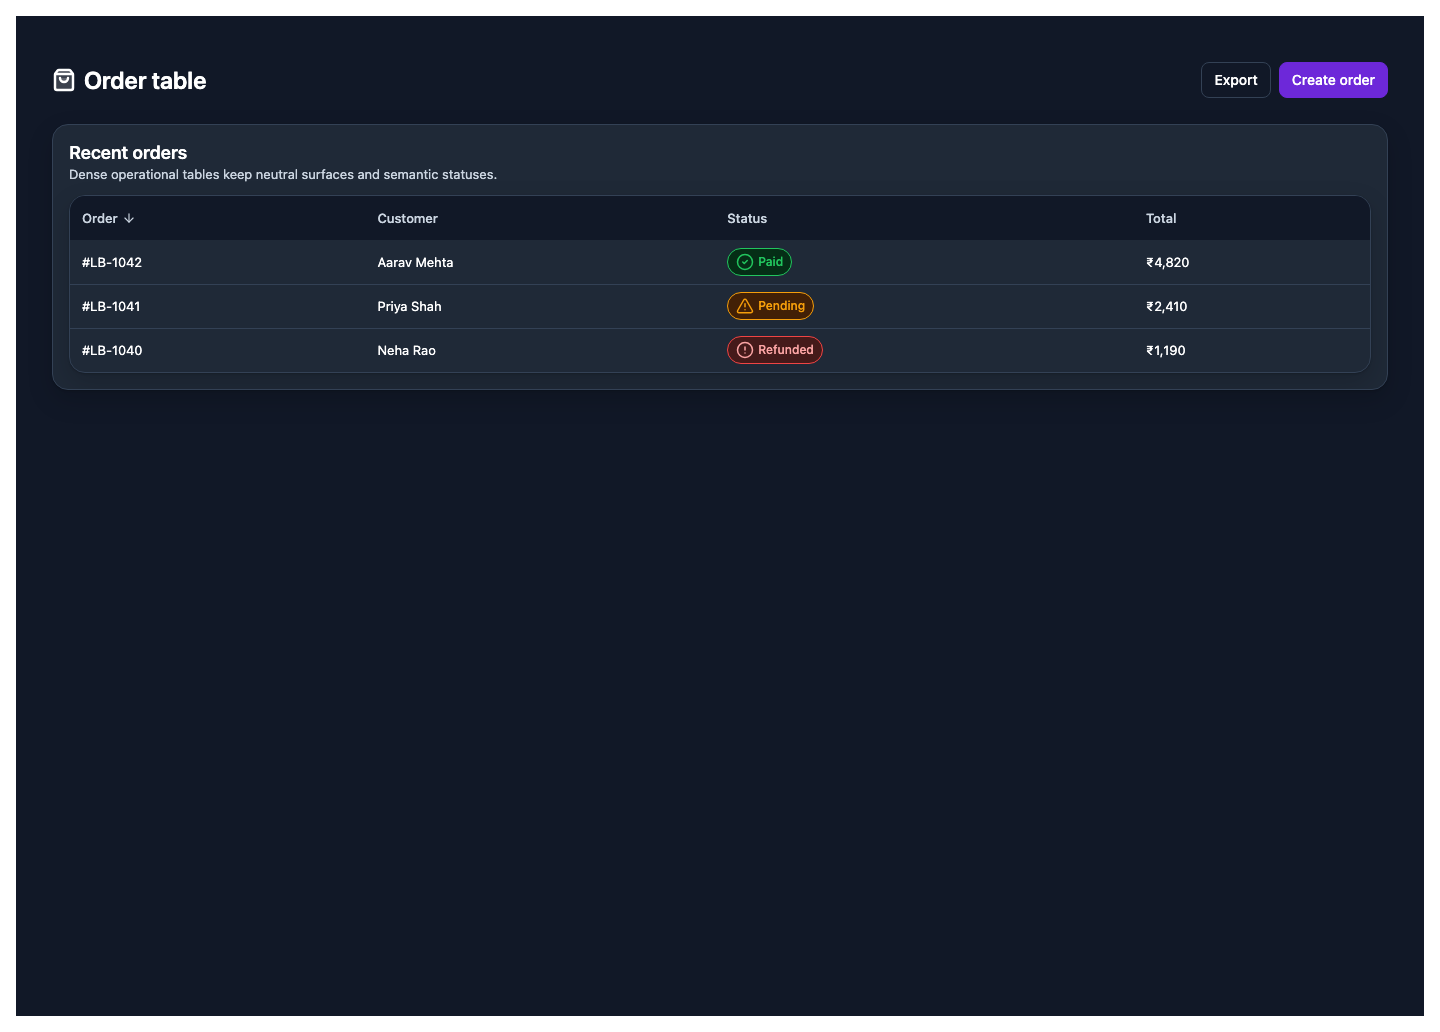 Order table
Export
Create order
Recent orders
Dense operational tables keep neutral surfaces and semantic statuses.
Order Customer Status Total
#LB-1042 Aarav Mehta Paid ₹4,820
#LB-1041 Priya Shah Pending ₹2,410
#LB-1040 Neha Rao Refunded ₹1,190